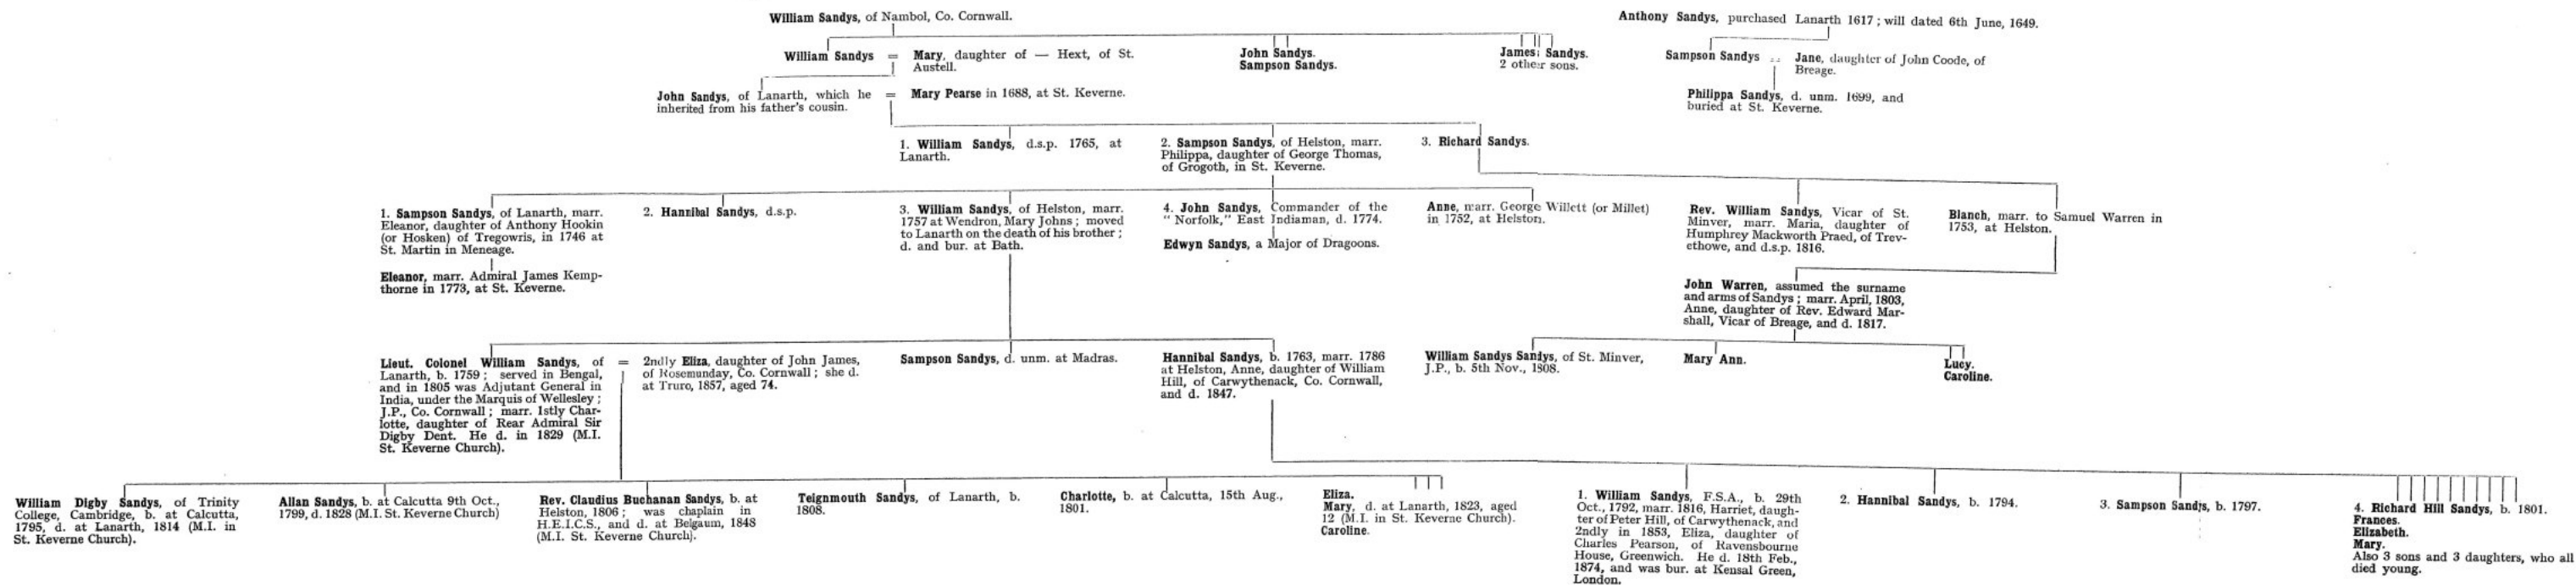 William Sandys, of Nambol, Co. Cornwall.
Anthony Sandys, purchased Lanarth 1617 ; will dated 6th June, 1649.
William Sandys = Mary, daughter of — Hext, of St.
Austell.
John Sandys.
Sampson Sandys.
James Sandys.
2 other sons.
Sampson Sandys = Jane, daughter of John Coode, of
Breage.
John Sandys, of Lanarth, which he
inherited from his father's cousin.
= Mary Pearse in 1688, at St. Keverne.
Philippa Sandys, d. unm. 1699, and
buried at St. Keverne.
1. William Sandys, d.s.p. 1765, at
Lanarth.
2. Sampson Sandys, of Helston, marr.
Philippa, daughter of George Thomas,
of Grogoth, in St. Keverne.
3. Richard Sandys.
1. Sampson Sandys, of Lanarth, marr.
Eleanor, daughter of Anthony Hookin
(or Hosken) of Tregowris, in 1746 at
St. Martin in Meneage.
Eleanor, marr. Admiral James Kemp-
thorne in 1773, at St. Keverne.
2. Hannibal Sandys, d.s.p.
3. William Sandys, of Helston, marr.
1757 at Wendron, Mary Johns ; moved
to Lanarth on the death of his brother ;
d. and bur. at Bath.
4. John Sandys, Commander of the
" Norfolk," East Indiaman, d. 1774.
Edwyn Sandys, a Major of Dragoons.
Anne, marr. George Willett (or Millet)
in 1752, at Helston.
Rev. William Sandys, Vicar of St.
Minver, marr. Maria, daughter of
Humphrey Mackworth Praed, of Trev-
ethowe, and d.s.p. 1816.
Blanch, marr. to Samuel Warren in
1753, at Helston.
John Warren, assumed the surname
and arms of Sandys ; marr. April, 1803,
Anne, daughter of Rev. Edward Mar-
shall, Vicar of Breage, and d. 1817.
Lieut. Colonel William Sandys, of
Lanarth, b. 1759 ; served in Bengal,
and in 1805 was Adjutant General in
India, under the Marquis of Wellesley ;
J.P., Co. Cornwall ; marr. 1stly Char-
lotte, daughter of Rear Admiral Sir
Digby Dent. He d. in 1829 (M.I.
St. Keverne Church).
= 2ndly Eliza, daughter of John James,
of Rosemunday, Co. Cornwall ; she d.
at Truro, 1857, aged 74.
Sampson Sandys, d. unm. at Madras.
Hannibal Sandys, b. 1763, marr. 1786
at Helston, Anne, daughter of William
Hill, of Carwythenack, Co. Cornwall,
and d. 1847.
William Sandys Sandys, of St. Minver,
J.P., b. 5th Nov., 1808.
Mary Ann.
Lucy.
Caroline.
William Digby Sandys, of Trinity
College, Cambridge, b. at Calcutta,
1795, d. at Lanarth, 1814 (M.I. in
St. Keverne Church).
Allan Sandys, b. at Calcutta 9th Oct.,
1799, d. 1828 (M.I. St. Keverne Church)
Rev. Claudius Buchanan Sandys, b. at
Helston, 1806 ; was chaplain in
H.E.I.C.S., and d. at Belgaum, 1848
(M.I. St. Keverne Church).
Teignmouth Sandys, of Lanarth, b.
1808.
Charlotte, b. at Calcutta, 15th Aug.,
1801.
Eliza.
Mary, d. at Lanarth, 1823, aged
12 (M.I. in St. Keverne Church).
Caroline.
1. William Sandys, F.S.A., b. 29th
Oct., 1792, marr. 1816, Harriet, daugh-
ter of Peter Hill, of Carwythenack, and
2ndly in 1853, Eliza, daughter of
Charles Pearson, of Ravensbourne
House, Greenwich. He d. 18th Feb.,
1874, and was bur. at Kensal Green,
London.
2. Hannibal Sandys, b. 1794.
3. Sampson Sandys, b. 1797.
4. Richard Hill Sandys, b. 1801.
Frances.
Elizabeth.
Mary.
Also 3 sons and 3 daughters, who all
died young.